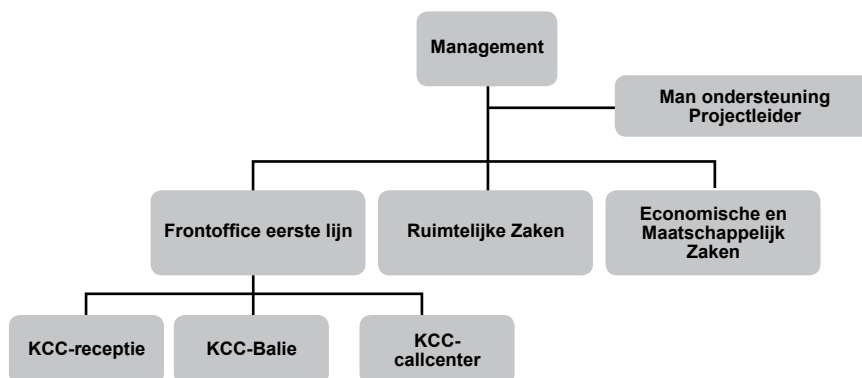 Management
Man ondersteuning
Projectleider
Frontoffice eerste lijn
Ruimtelijke Zaken
Economische en
Maatschappelijk
Zaken
KCC-receptie
KCC-Balie
KCC-
callcenter